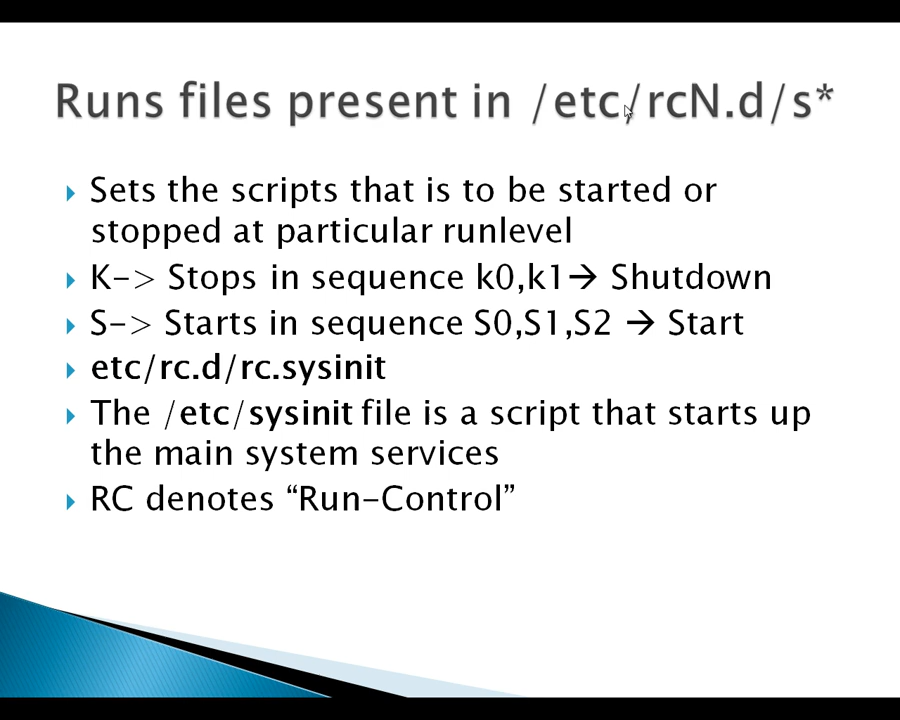 Runs files present in /etc/rcN.d/s*
Sets the scripts that is to be started or
stopped at particular runlevel
K-> Stops in sequence k0,k1→ Shutdown
S-> Starts in sequence S0,S1,S2 → Start
etc/rc.d/rc.sysinit
The /etc/sysinit file is a script that starts up
the main system services
RC denotes “Run-Control”